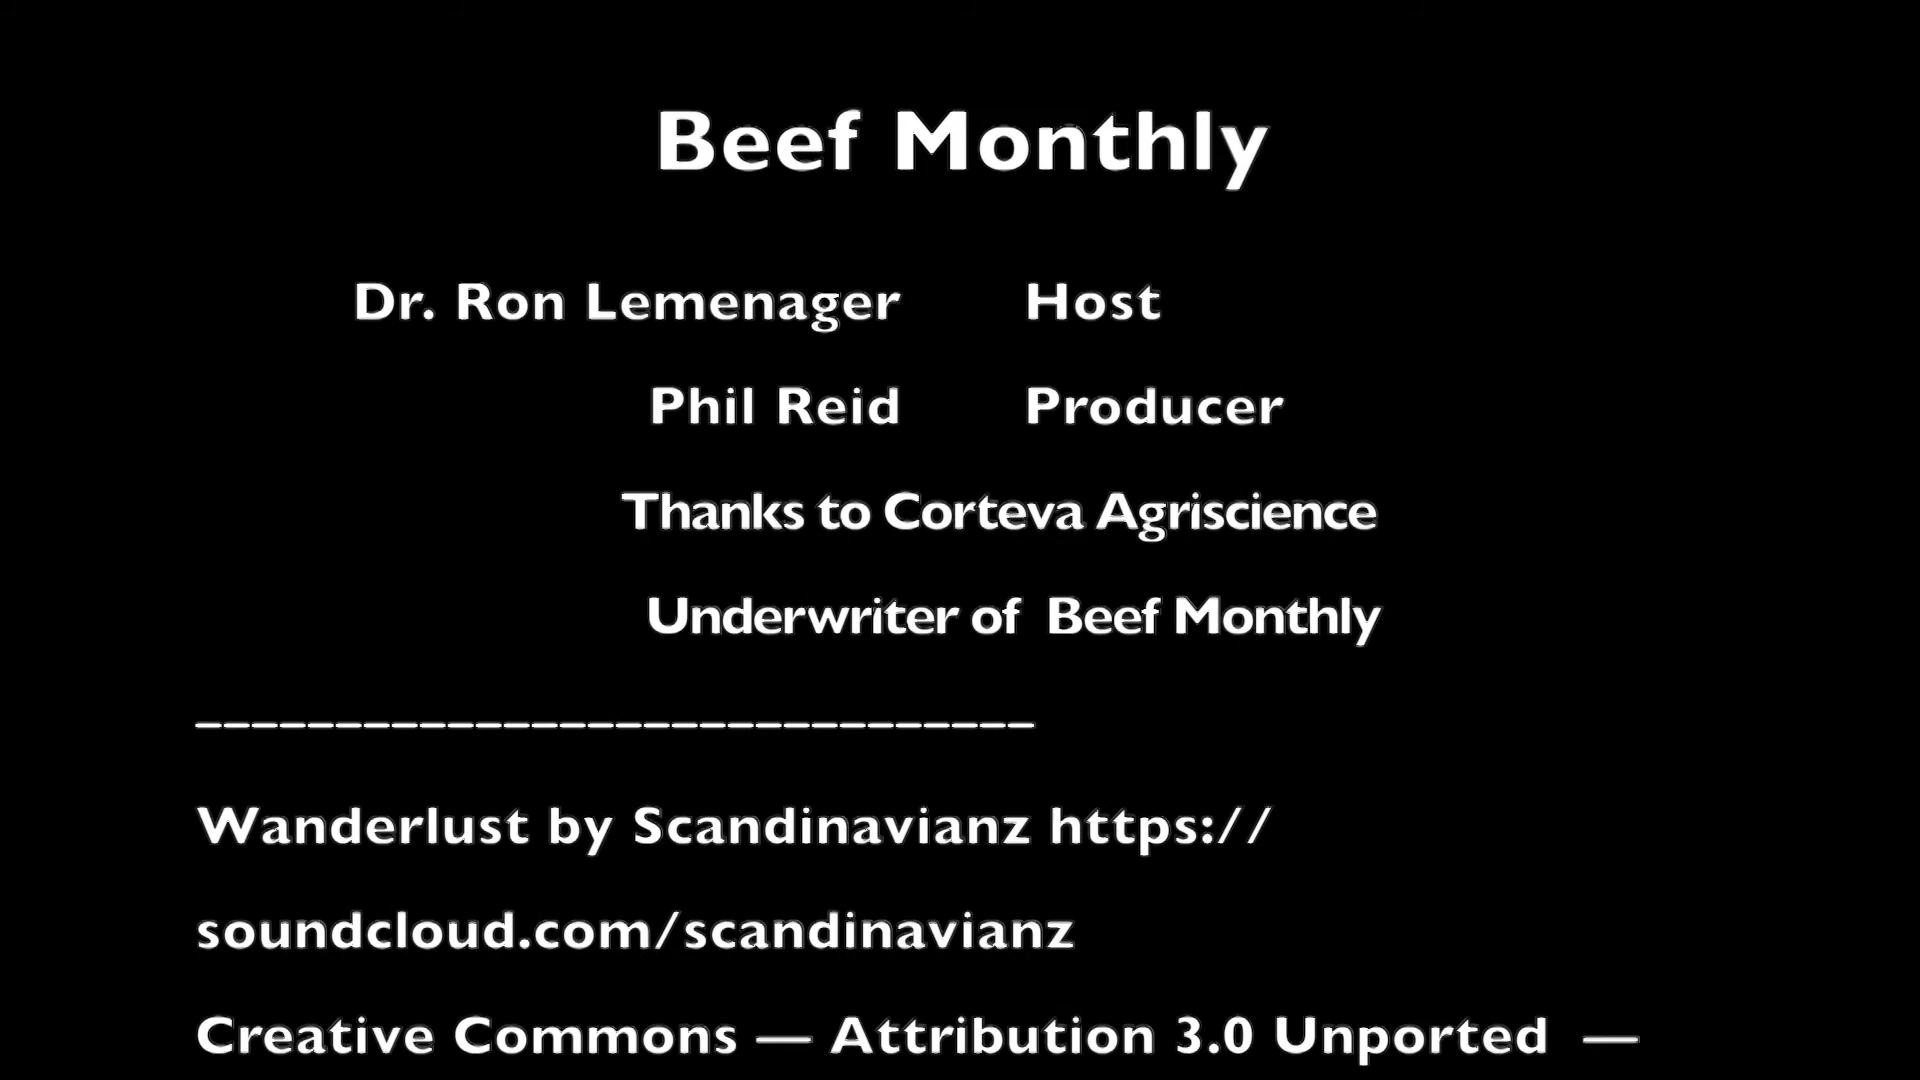 Beef Monthly
Dr. Ron Lemenager Host
Phil Reid Producer
Thanks to Corteva Agriscience
Underwriter of Beef Monthly
______________________________
Wanderlust by Scandinavianz https://
soundcloud.com/scandinavianz
Creative Commons — Attribution 3.0 Unported —